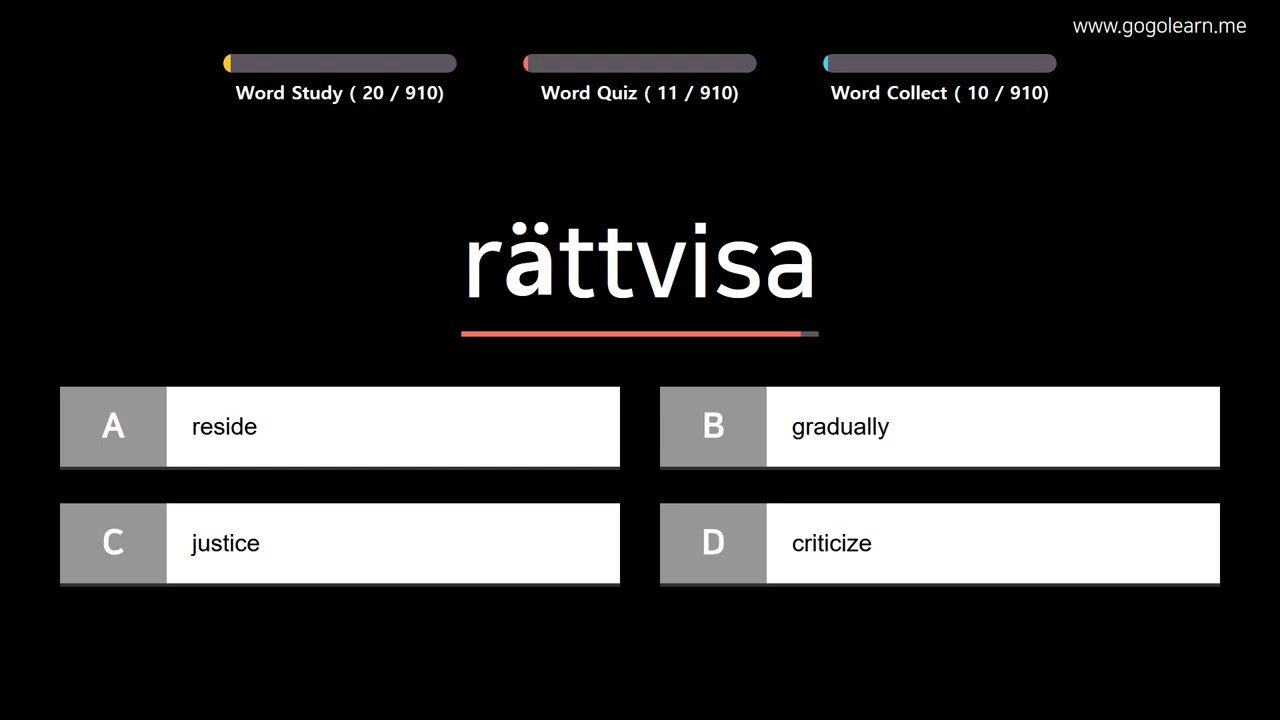 www.gogolearn.me
Word Study ( 20 / 910)
Word Quiz ( 11 / 910)
Word Collect ( 10 / 910)
rättvisa
A reside
B gradually
C justice
D criticize